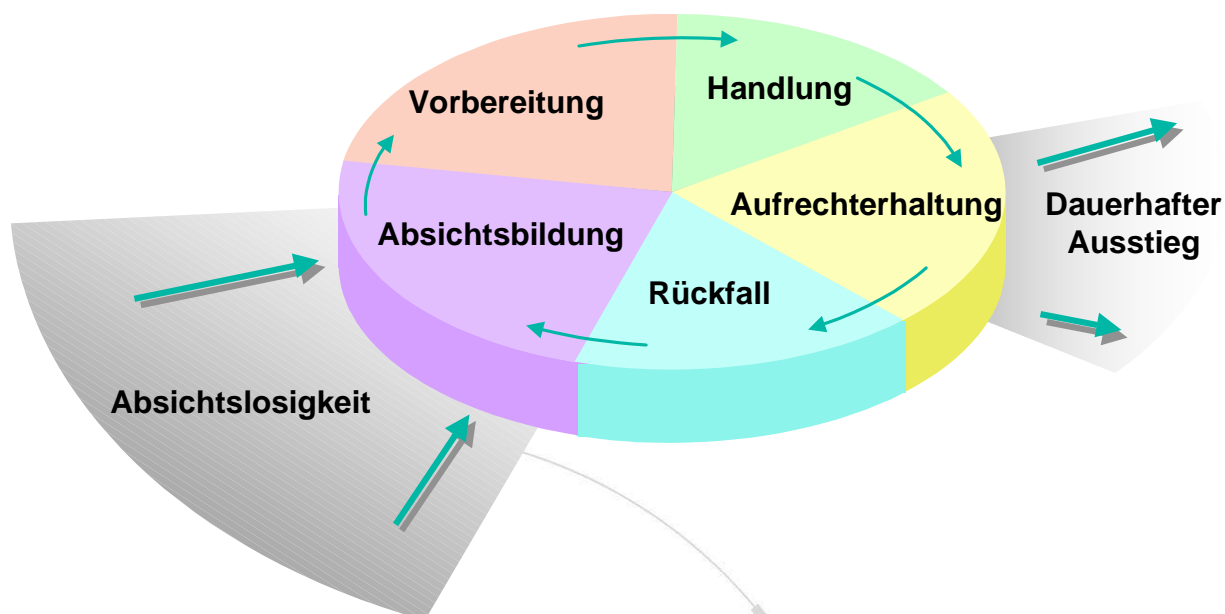 Handlung
Vorbereitung
Aufrechterhaltung
Dauerhafter
Ausstieg
Absichtsbildung
Rückfall
Absichtslosigkeit